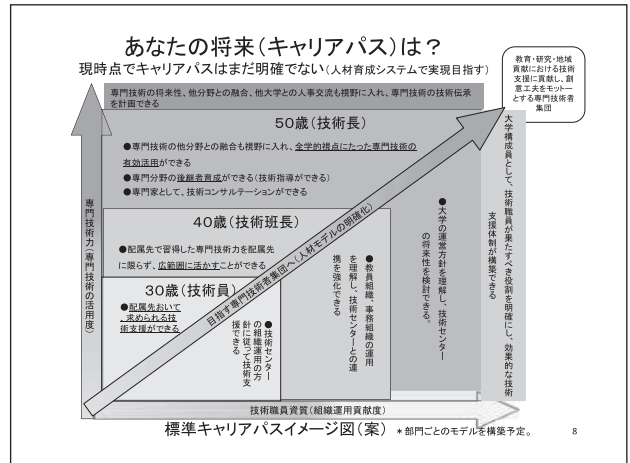 あなたの将来(キャリアパス)は?
現時点でキャリアパスはまだ明確でない(人材育成システムで実現目指す)
教育・研究・地域
貢献における技術
支援に貢献し、創
意工夫をモットー
とする専門技術者
集団
専門技術の将来性、他分野との融合、他大学との人事交流も視野に入れ、専門技術の技術伝承
を計画できる
50歳(技術長)
●専門技術の他分野との融合も視野に入れ、全学的視点にたった専門技術の
有効活用ができる
●専門分野の後継者育成ができる(技術指導ができる)
●専門家として、技術コンサルテーションができる
40歳(技術班長)
●配属先で習得した専門技術力を配属先
に限らず、広範囲に活かすことができる
30歳(技術員)
●配属先おいて
、求められる技
術支援ができる
●技術センター
の組織運用の方
針に従って技術支
援できる
●教員組織、事務組織の運用
を理解し、技術センターとの連
携を強化できる
●大学の運営方針を理解し、技術センター
の将来性を検討できる。
大学構成員として、技術職員が果たすべき役割を明確にし、効果的な技術
支援体制が構築できる
目指す専門技術者集団へ(人材モデルの明確化)
専門技術力(専門技術の活用度)
技術職員資質(組織運用貢献度)
標準キャリアパスイメージ図(案) *部門ごとのモデルを構築予定。
8